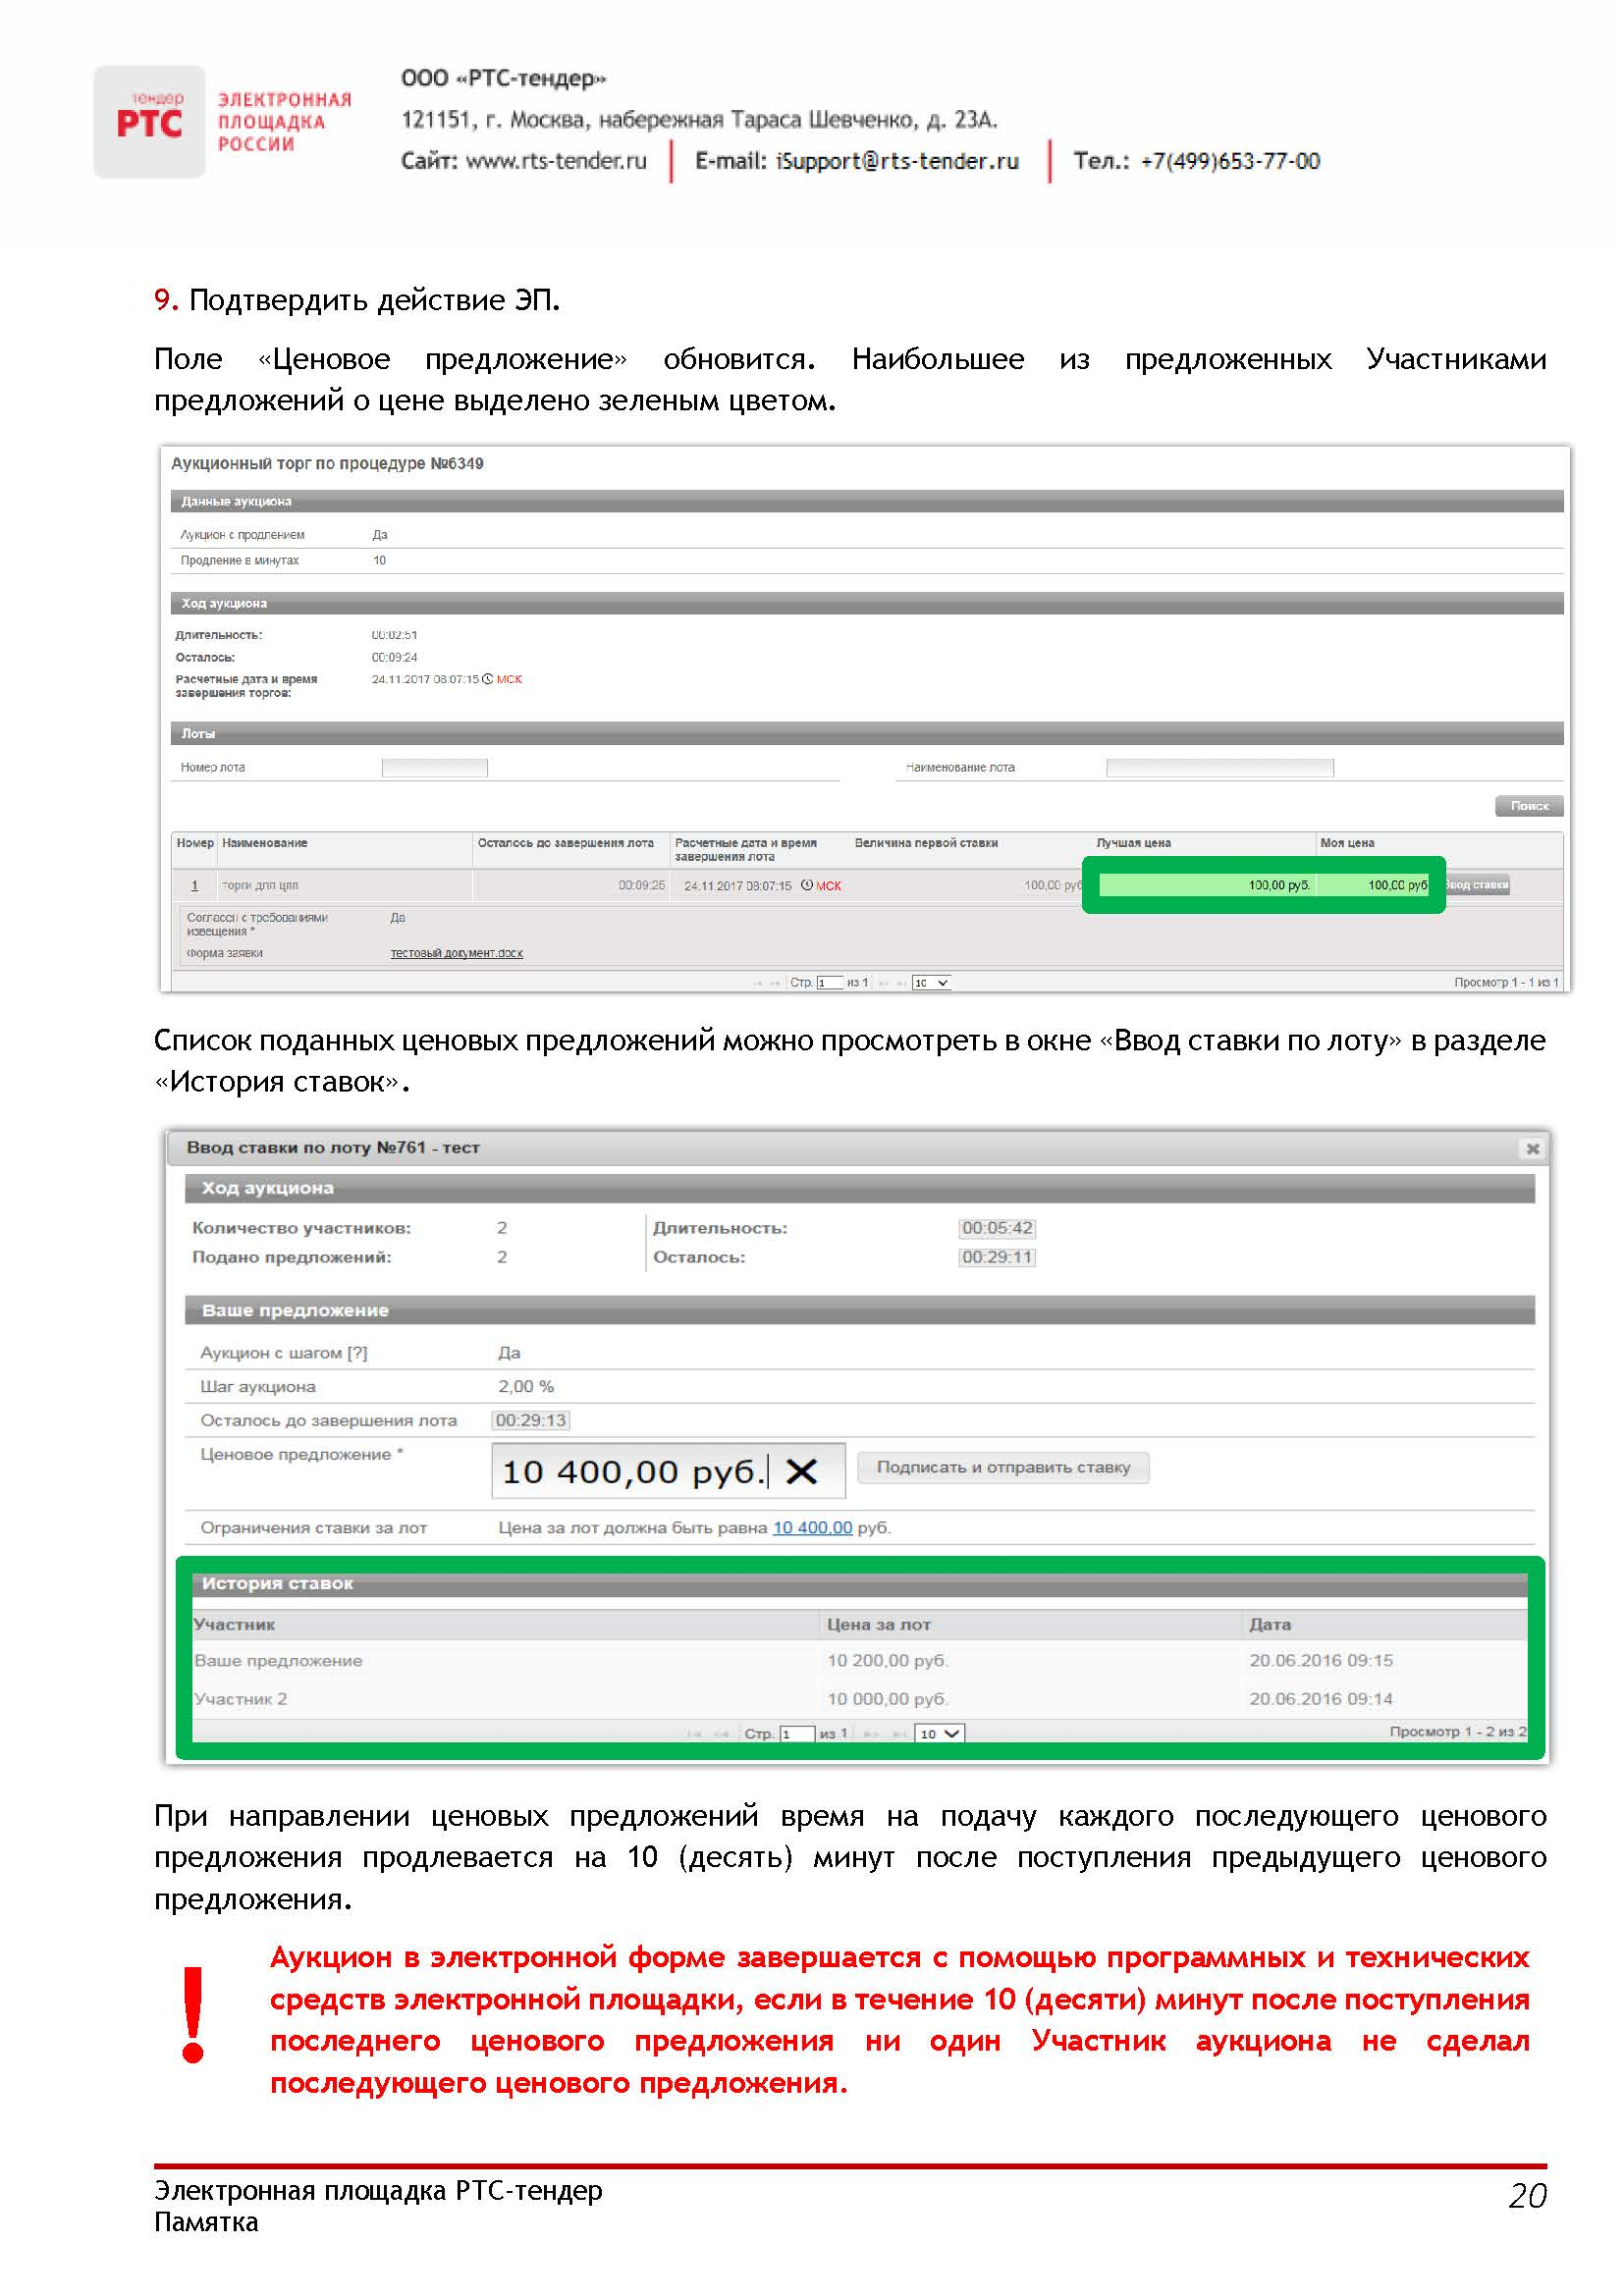 тендер
РТС
ЭЛЕКТРОННАЯ
ПЛОЩАДКА
РОССИИ
ООО «РТС-тендер»
121151, г. Москва, набережная Тараса Шевченко, д. 23А.
Сайт: www.rts-tender.ru E-mail: iSupport@rts-tender.ru Тел.: +7(499)653-77-00
9. Подтвердить действие ЭП.
Поле «Ценовое предложение» обновится. Наибольшее из предложенных Участниками
предложений о цене выделено зеленым цветом.
Аукционный торг по процедуре №6349
Данные аукциона
Аукцион с продлением Да
Продление в минутах 10
Ход аукциона
Длительность: 00:02:51
Осталось: 00:09:24
Расчетные дата и время 24.11.2017 08:07:15 МСК
завершения торгов:
Лоты
Номер лота Наименование лота
Поиск
Номер Наименование Осталось до завершения лота Расчетные дата и время Величина первой ставки Лучшая цена Моя цена
завершения лота
1 торги для цпп 00:09:25 24.11.2017 08:07:15 МСК 100,00 руб 100,00 руб. 100,00 руб Ввод ставки
Согласен с требованиями Да
извещения *
Форма заявки тестовый документ.docx
Стр. 1 из 1 10 Просмотр 1 - 1 из 1
Список поданных ценовых предложений можно просмотреть в окне «Ввод ставки по лоту» в разделе
«История ставок».
Ввод ставки по лоту №761 - тест
Ход аукциона
Количество участников: 2 Длительность: 00:05:42
Подано предложений: 2 Осталось: 00:29:11
Ваше предложение
Аукцион с шагом [?] Да
Шаг аукциона 2,00 %
Осталось до завершения лота 00:29:13
Ценовое предложение * 10 400,00 руб. Подписать и отправить ставку
Ограничения ставки за лот Цена за лот должна быть равна 10 400,00 руб.
История ставок
Участник Цена за лот Дата
Ваше предложение 10 200,00 руб. 20.06.2016 09:15
Участник 2 10 000,00 руб. 20.06.2016 09:14
Стр. 1 из 1 10 Просмотр 1 - 2 из 2
При направлении ценовых предложений время на подачу каждого последующего ценового
предложения продлевается на 10 (десять) минут после поступления предыдущего ценового
предложения.
! Аукцион в электронной форме завершается с помощью программных и технических
средств электронной площадки, если в течение 10 (десяти) минут после поступления
последнего ценового предложения ни один Участник аукциона не сделал
последующего ценового предложения.
Электронная площадка РТС-тендер 20
Памятка